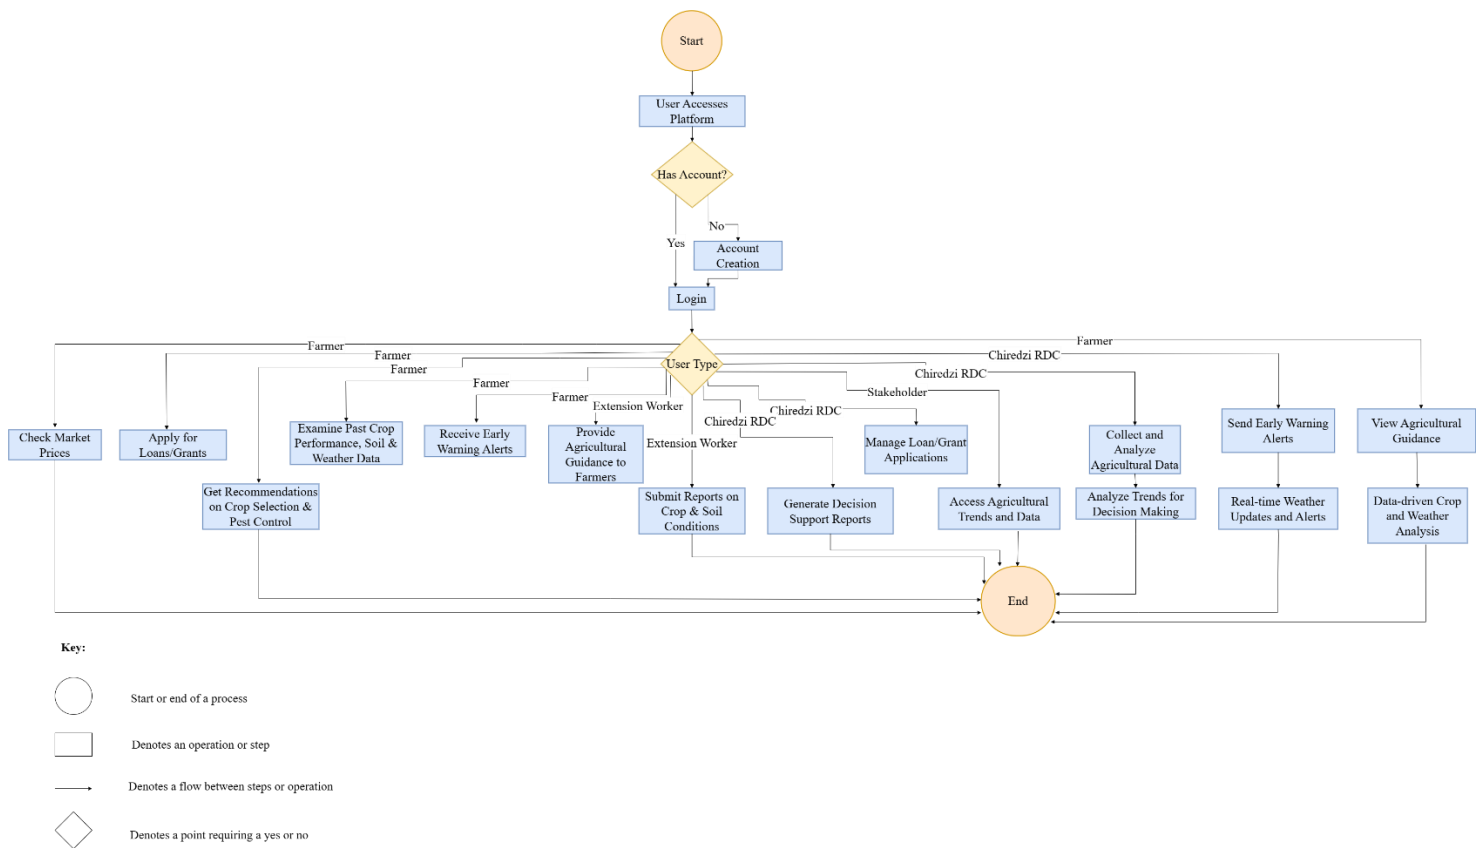 Start
User Accesses
Platform
Has Account?
No
Yes
Account
Creation
Login
User Type
Farmer
Farmer
Farmer
Farmer
Farmer
Extension Worker
Extension Worker
Chiredzi RDC
Chiredzi RDC
Stakeholder
Chiredzi RDC
Chiredzi RDC
Farmer
Check Market
Prices
Apply for
Loans/Grants
Get Recommendations
on Crop Selection &
Pest Control
Examine Past Crop
Performance, Soil &
Weather Data
Receive Early
Warning Alerts
Provide
Agricultural
Guidance to
Farmers
Submit Reports on
Crop & Soil
Conditions
Generate Decision
Support Reports
Manage Loan/Grant
Applications
Access Agricultural
Trends and Data
Collect and
Analyze
Agricultural Data
Analyze Trends for
Decision Making
Send Early Warning
Alerts
Real-time Weather
Updates and Alerts
View Agricultural
Guidance
Data-driven Crop
and Weather
Analysis
End
Key:
Start or end of a process
Denotes an operation or step
Denotes a flow between steps or operation
Denotes a point requiring a yes or no